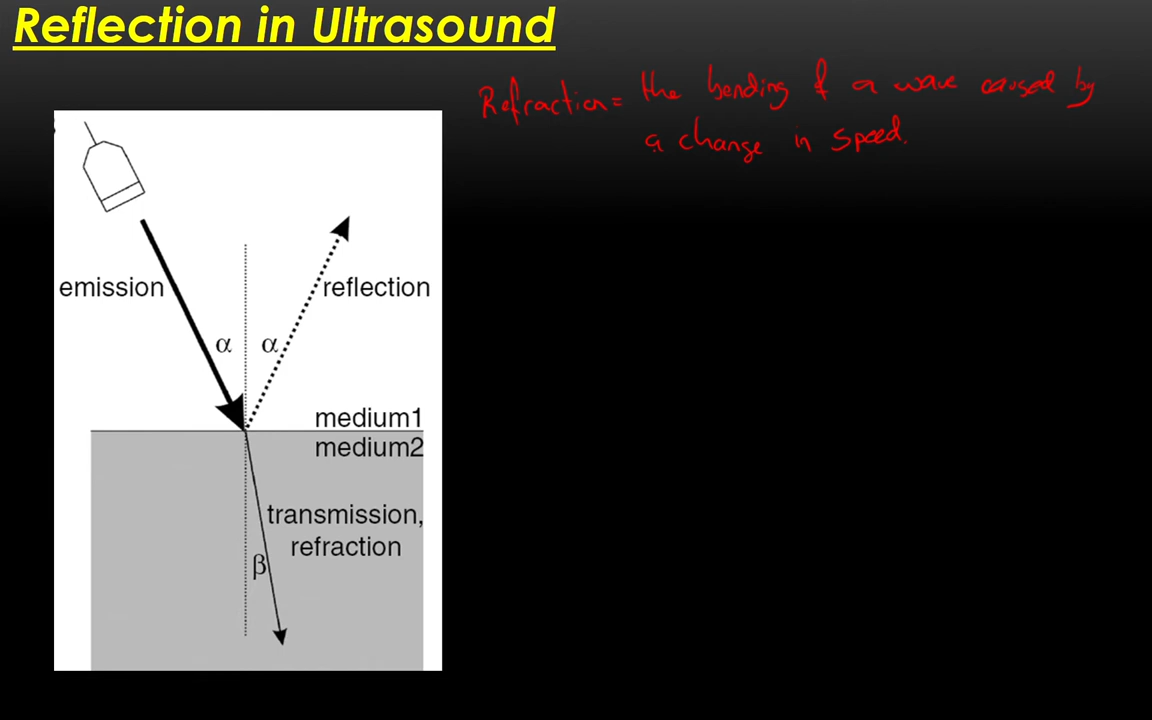 Reflection in Ultrasound
Refraction = the bending of a wave caused by
a change in speed.
emission
reflection
α
α
medium1
medium2
transmission,
refraction
β